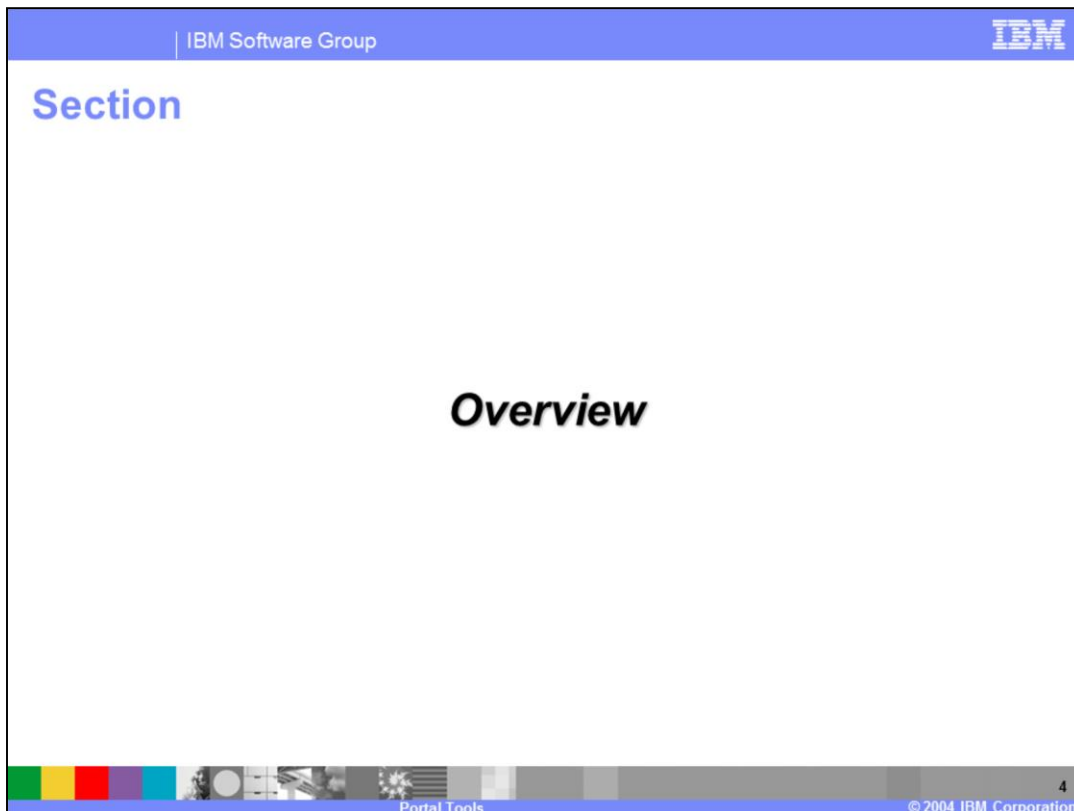 IBM Software Group
IBM
Section
Overview
4
Portal Tools
© 2004 IBM Corporation